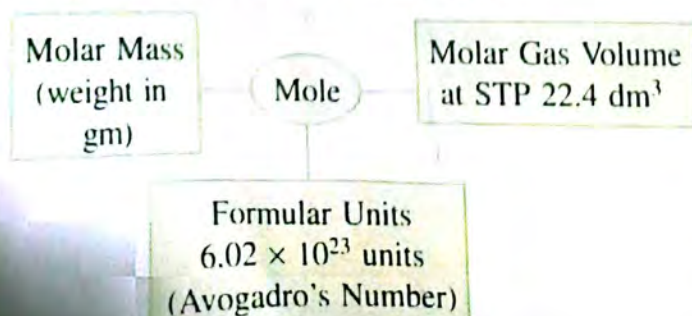 Molar Mass
(weight in
gm)
Mole
Molar Gas Volume
at STP 22.4 dm³
Formular Units
6.02 × 10²³ units
(Avogadro's Number)